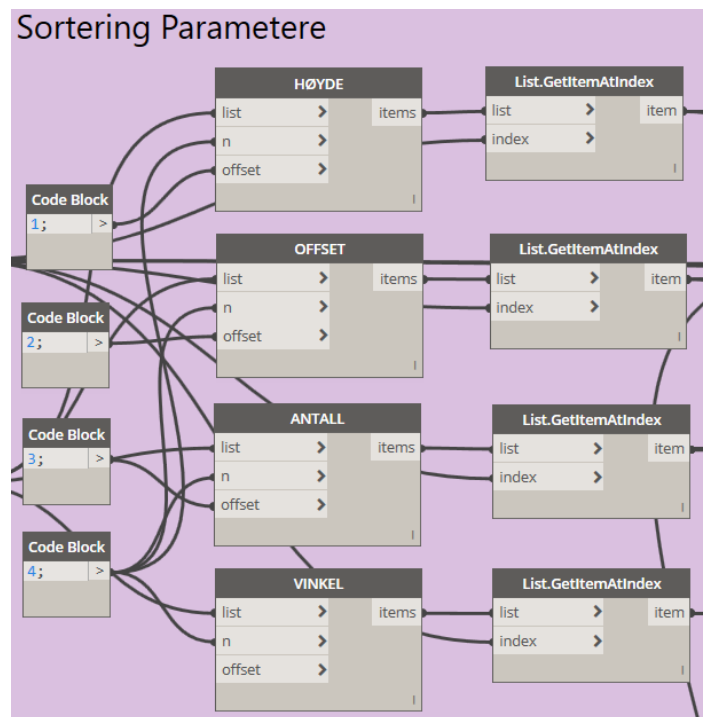 Sortering Parametere
HØYDE
list > items
n >
offset >
l
List.GetItemAtIndex
list > item
index >
l
Code Block
1; >
OFFSET
list > items
n >
offset >
l
List.GetItemAtIndex
list > item
index >
l
Code Block
2; >
ANTALL
list > items
n >
offset >
l
List.GetItemAtIndex
list > item
index >
l
Code Block
3; >
Code Block
4; >
VINKEL
list > items
n >
offset >
l
List.GetItemAtIndex
list > item
index >
l